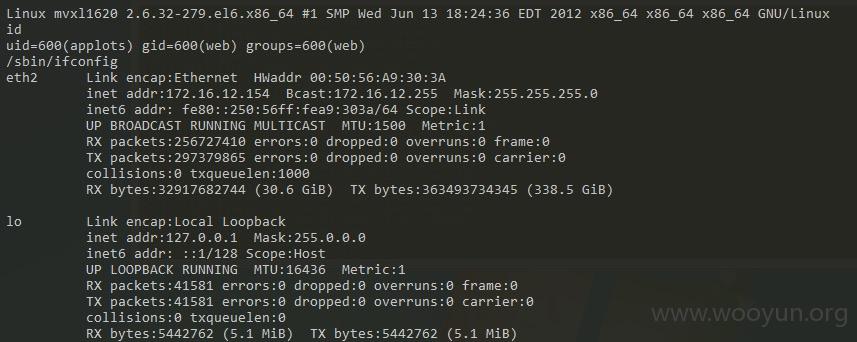 Linux mvxl1620 2.6.32-279.el6.x86_64 #1 SMP Wed Jun 13 18:24:36 EDT 2012 x86_64 x86_64 x86_64 GNU/Linux
id
uid=600(applots) gid=600(web) groups=600(web)
/sbin/ifconfig
eth2      Link encap:Ethernet  HWaddr 00:50:56:A9:30:3A
          inet addr:172.16.12.154  Bcast:172.16.12.255  Mask:255.255.255.0
          inet6 addr: fe80::250:56ff:fea9:303a/64 Scope:Link
          UP BROADCAST RUNNING MULTICAST  MTU:1500  Metric:1
          RX packets:256727410 errors:0 dropped:0 overruns:0 frame:0
          TX packets:297379865 errors:0 dropped:0 overruns:0 carrier:0
          collisions:0 txqueuelen:1000
          RX bytes:32917682744 (30.6 GiB)  TX bytes:363493734345 (338.5 GiB)
lo        Link encap:Local Loopback
          inet addr:127.0.0.1  Mask:255.0.0.0
          inet6 addr: ::1/128 Scope:Host
          UP LOOPBACK RUNNING  MTU:16436  Metric:1
          RX packets:41581 errors:0 dropped:0 overruns:0 frame:0
          TX packets:41581 errors:0 dropped:0 overruns:0 carrier:0
          collisions:0 txqueuelen:0
          RX bytes:5442762 (5.1 MiB)  TX bytes:5442762 (5.1 MiB)
www.wooyun.org